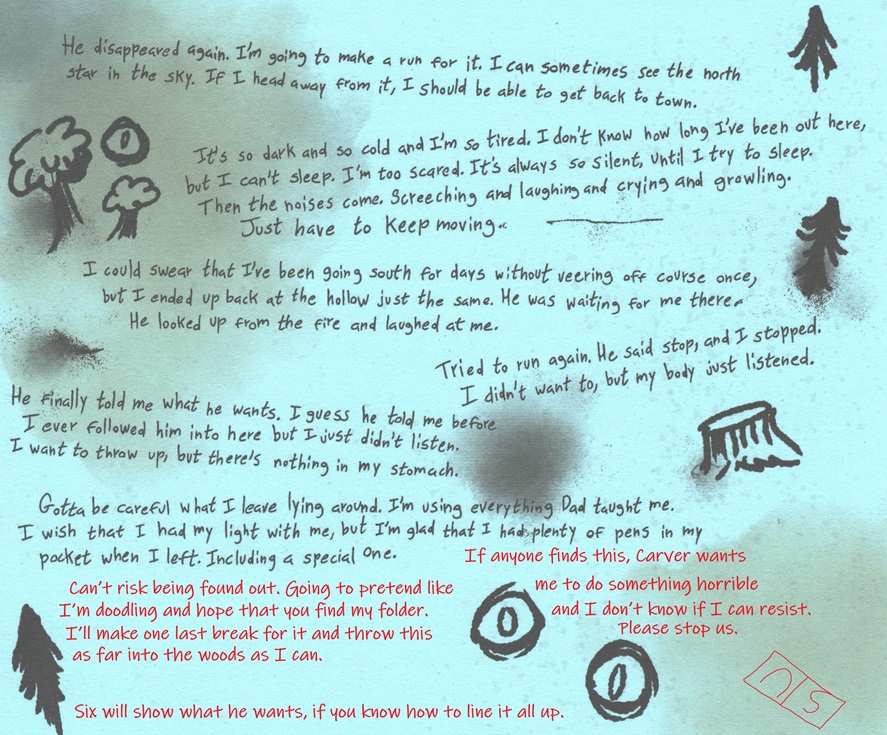 He disappeared again. I'm going to make a run for it. I can sometimes see the north
star in the sky. If I head away from it, I should be able to get back to town.
It's so dark and so cold and I'm so tired. I don't know how long I've been out here,
but I can't sleep. I'm too scared. It's always so silent, until I try to sleep.
Then the noises come. Screeching and laughing and crying and growling.
Just have to keep moving.
I could swear that I've been going south for days without veering off course once,
but I ended up back at the hollow just the same. He was waiting for me there.
He looked up from the fire and laughed at me.
Tried to run again. He said stop, and I stopped.
I didn't want to, but my body just listened.
He finally told me what he wants. I guess he told me before
I ever followed him into here but I just didn't listen.
I want to throw up, but there's nothing in my stomach.
Gotta be careful what I leave lying around. I'm using everything Dad taught me.
I wish that I had my light with me, but I'm glad that I had plenty of pens in my
pocket when I left. Including a special one.
If anyone finds this, Carver wants
me to do something horrible
and I don't know if I can resist.
Please stop us.
Can't risk being found out. Going to pretend like
I'm doodling and hope that you find my folder.
I'll make one last break for it and throw this
as far into the woods as I can.
Six will show what he wants, if you know how to line it all up.